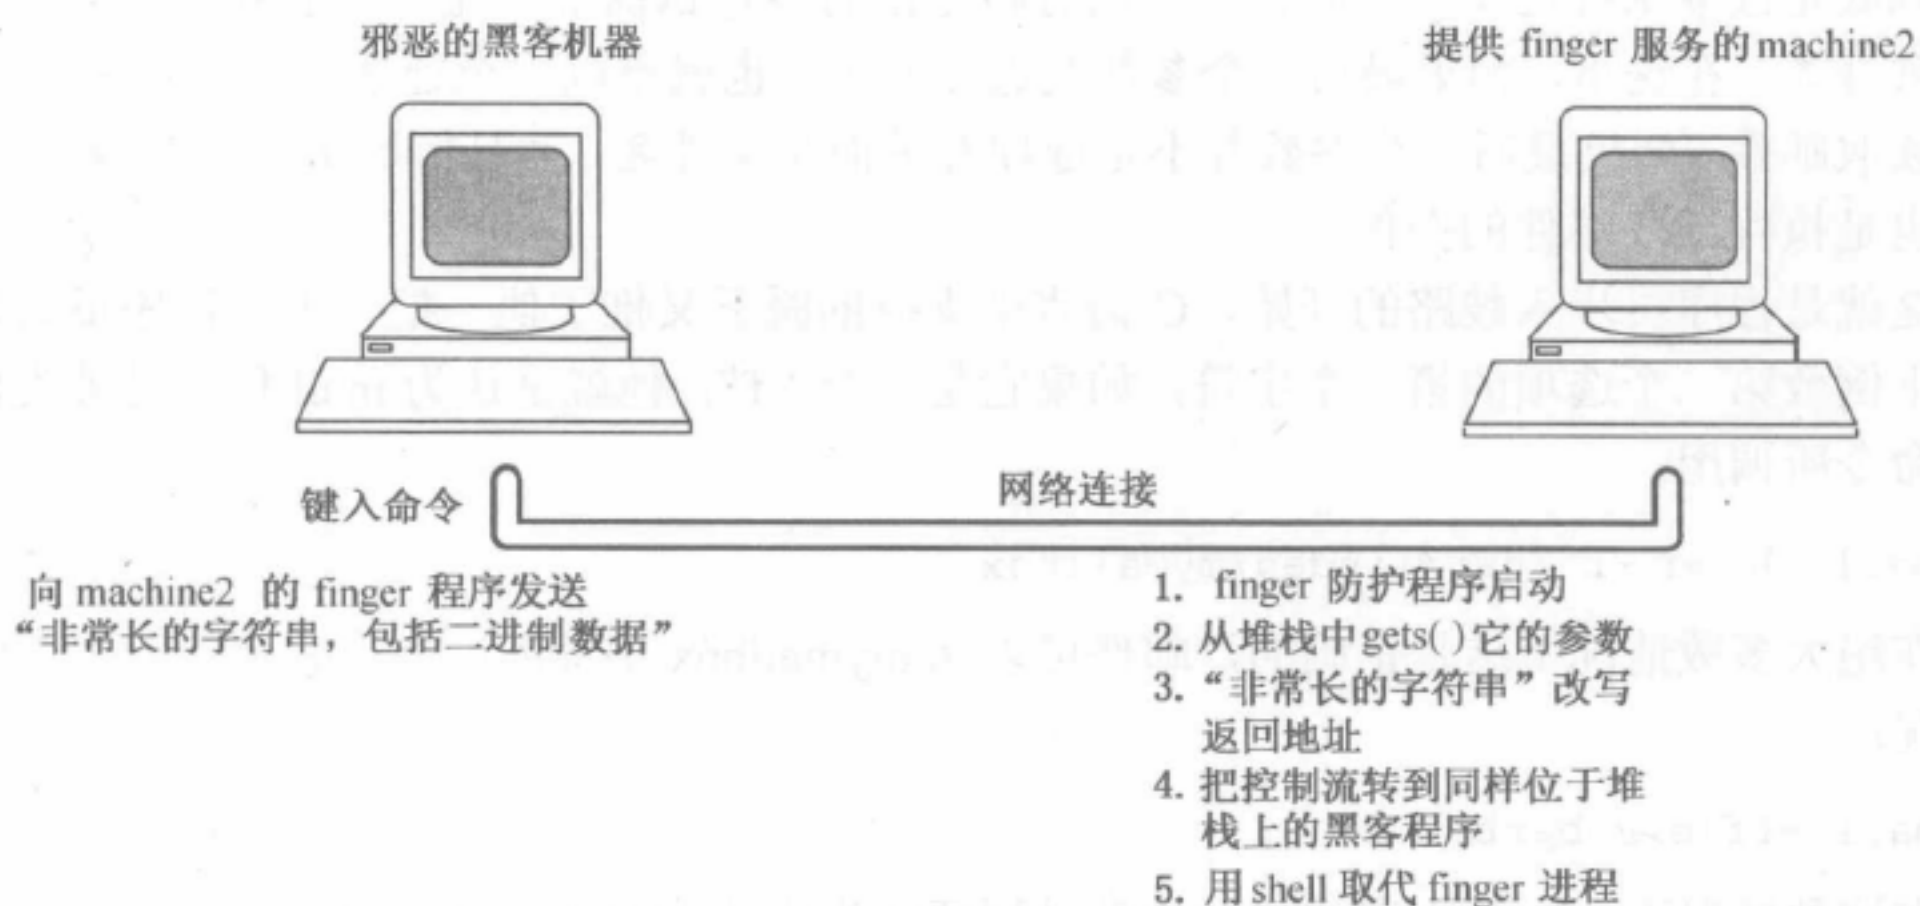 邪恶的黑客机器
提供 finger 服务的machine2
键入命令
网络连接
向 machine2 的 finger 程序发送
“非常长的字符串，包括二进制数据”
1. finger 防护程序启动
2. 从堆栈中gets()它的参数
3. “非常长的字符串”改写
返回地址
4. 把控制流转到同样位于堆
栈上的黑客程序
5. 用shell取代 finger 进程